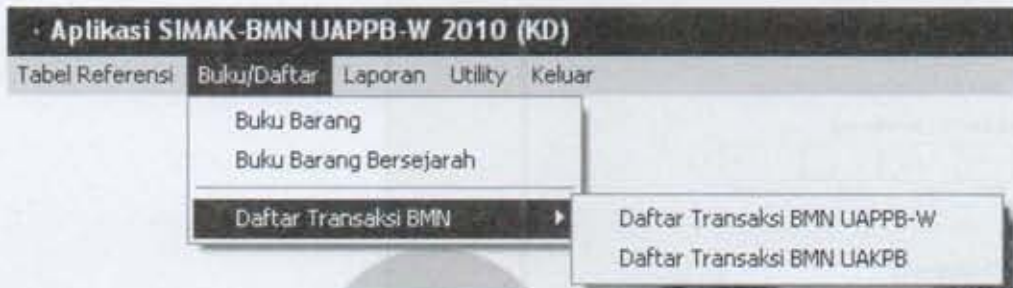 · Aplikasi SIMAK-BMN UAPPB-W 2010 (KD)
Tabel Referensi Buku/Daftar Laporan Utility Keluar
Buku Barang
Buku Barang Bersejarah
Daftar Transaksi BMN
Daftar Transaksi BMN UAPPB-W
Daftar Transaksi BMN UAKPB